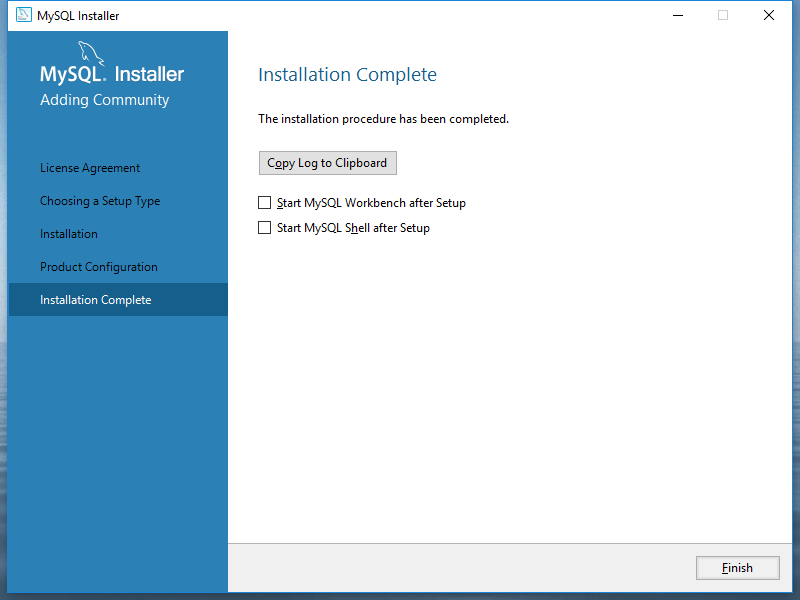 MySQL Installer
MySQL. Installer
Adding Community
License Agreement
Choosing a Setup Type
Installation
Product Configuration
Installation Complete
Installation Complete
The installation procedure has been completed.
Copy Log to Clipboard
Start MySQL Workbench after Setup
Start MySQL Shell after Setup
Finish